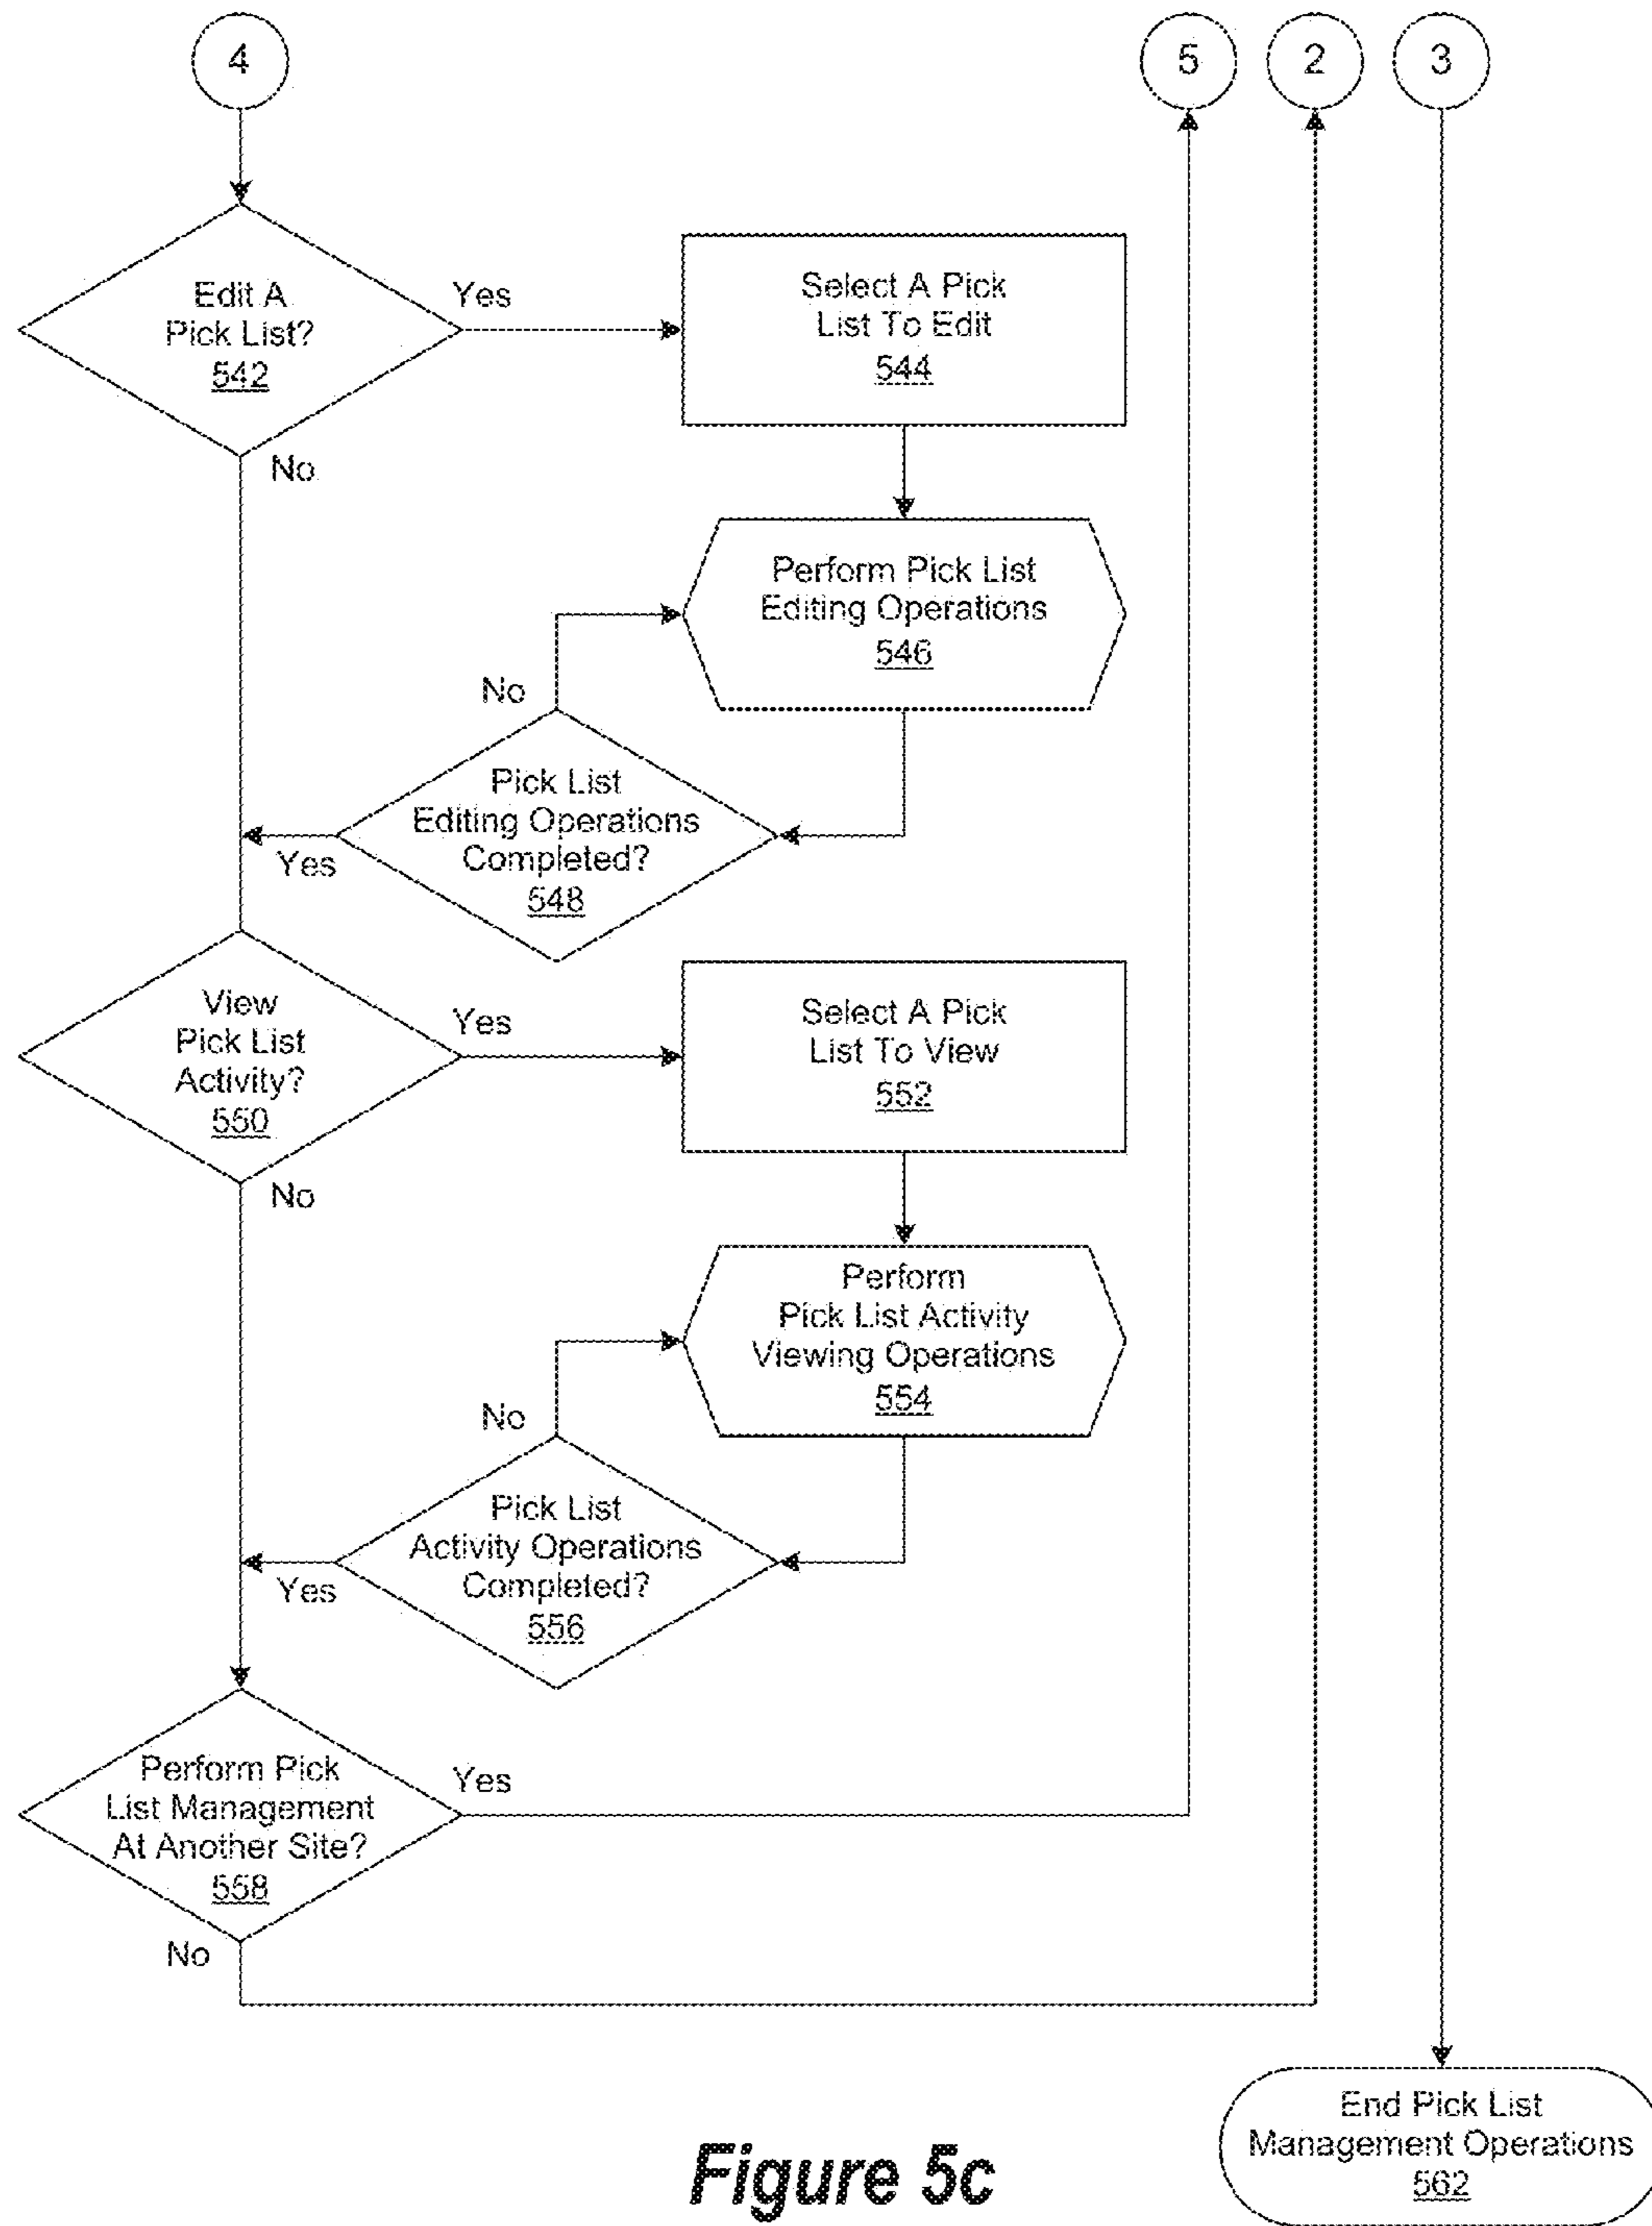 4
5
2
3
Edit A
Pick List?
542
Yes
No
Select A Pick
List To Edit
544
Perform Pick List
Editing Operations
546
No
Pick List
Editing Operations
Completed?
548
Yes
View
Pick List
Activity?
550
Yes
No
Select A Pick
List To View
552
Perform
Pick List Activity
Viewing Operations
554
No
Pick List
Activity Operations
Completed?
556
Yes
Perform Pick
List Management
At Another Site?
558
Yes
No
End Pick List
Management Operations
562
Figure 5c